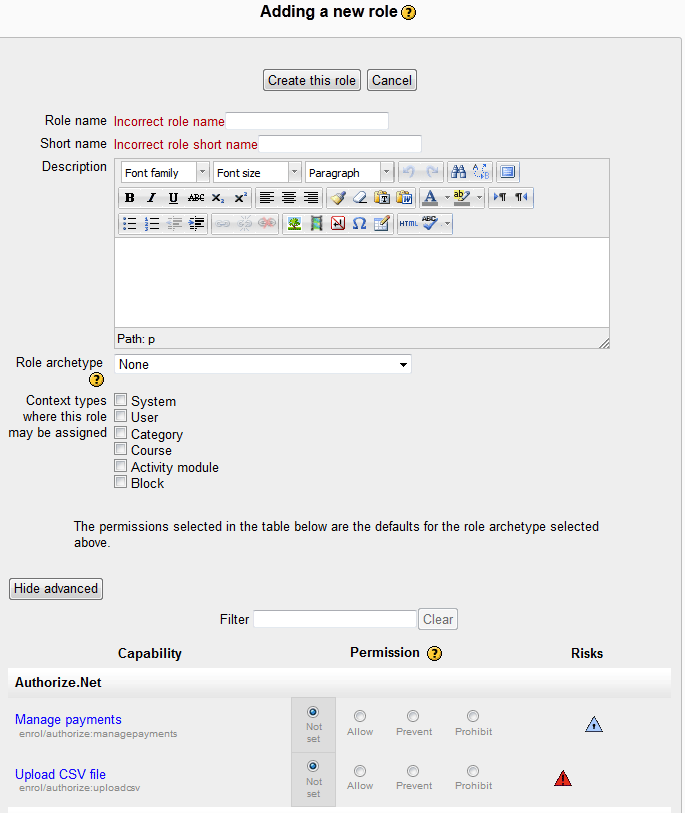 Adding a new role
Create this role Cancel
Role name Incorrect role name
Short name Incorrect role short name
Description
Font family Font size Paragraph
B I U ABC X₂ X²
HTML ABC
Path: p
Role archetype None
Context types
where this role
may be assigned
System
User
Category
Course
Activity module
Block
The permissions selected in the table below are the defaults for the role archetype selected
above.
Hide advanced
Filter Clear
Capability Permission Risks
Authorize.Net
Manage payments
enrol/authorize:managepayments
Not
set
Allow Prevent Prohibit
Upload CSV file
enrol/authorize:uploadcsv
Not
set
Allow Prevent Prohibit